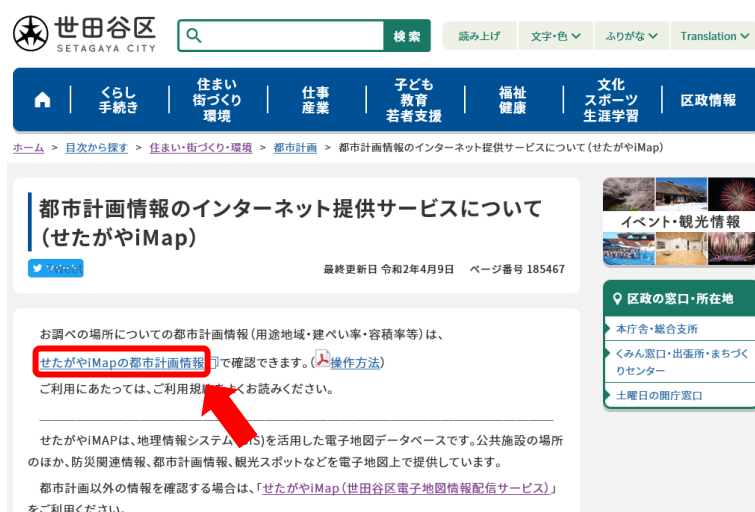 世田谷区
SETAGAYA CITY
検索
読み上げ
文字・色
ふりがな
Translation
くらし
手続き
住まい
街づくり
環境
仕事
産業
子ども
教育
若者支援
福祉
健康
文化
スポーツ
生涯学習
区政情報
ホーム > 目次から探す > 住まい・街づくり・環境 > 都市計画 > 都市計画情報のインターネット提供サービスについて(せたがやiMap)
都市計画情報のインターネット提供サービスについて
(せたがやiMap)
最終更新日 令和2年4月9日 ページ番号 185467
お調べの場所についての都市計画情報(用途地域・建ぺい率・容積率等)は、
せたがやiMapの都市計画情報 で確認できます。( 操作方法)
ご利用にあたっては、ご利用規約をよくお読みください。
せたがやiMAPは、地理情報システム IS)を活用した電子地図データベースです。公共施設の場所
のほか、防災関連情報、都市計画情報、観光スポットなどを電子地図上で提供しています。
都市計画以外の情報を確認する場合は、「せたがやiMap(世田谷区電子地図情報配信サービス)」
をご利用ください。
イベント・観光情報
区政の窓口・所在地
本庁舎・総合支所
くみん窓口・出張所・まちづく
りセンター
土曜日の開庁窓口